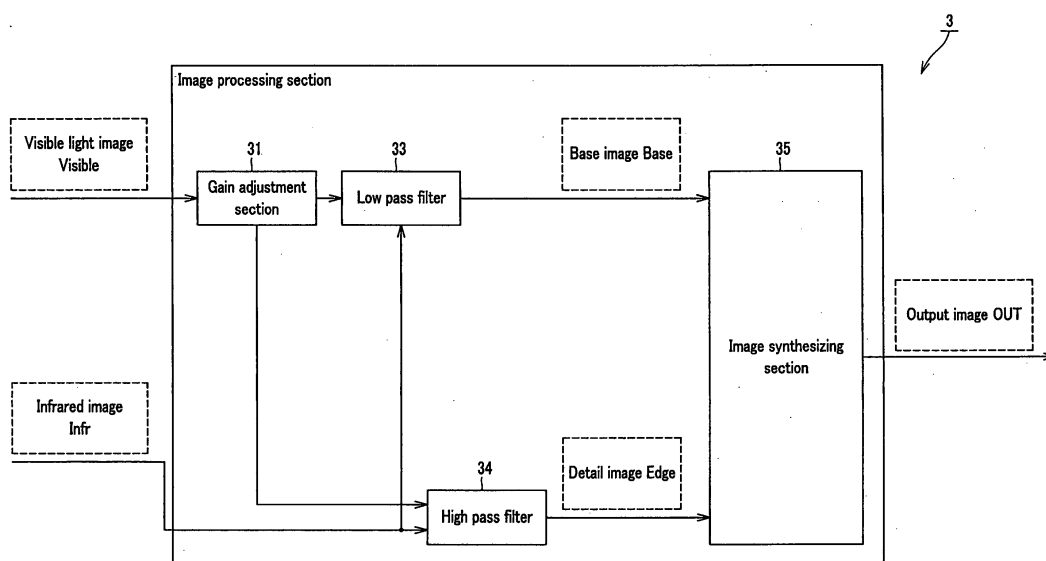 3
Image processing section
Visible light image
Visible
31
Gain adjustment
section
33
Low pass filter
Base image Base
35
Image synthesizing
section
Output image OUT
Infrared image
Infr
34
High pass filter
Detail image Edge